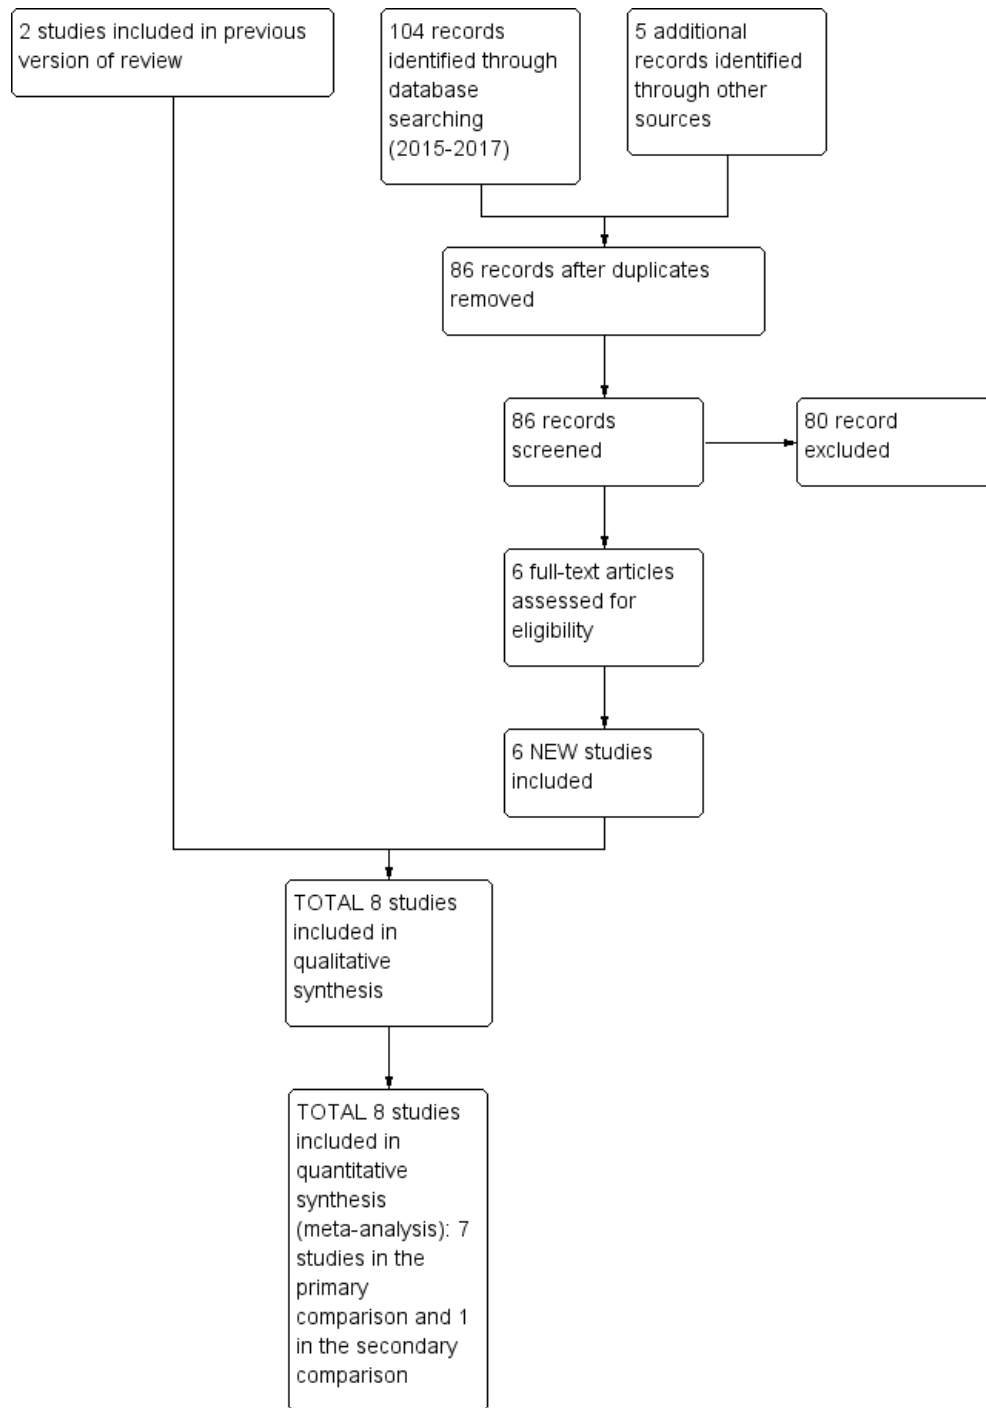 2 studies included in previous
version of review
104 records
identified through
database
searching
(2015-2017)
5 additional
records identified
through other
sources
86 records after duplicates
removed
86 records
screened
80 record
excluded
6 full-text articles
assessed for
eligibility
6 NEW studies
included
TOTAL 8 studies
included in
qualitative
synthesis
TOTAL 8 studies
included in
quantitative
synthesis
(meta-analysis): 7
studies in the
primary
comparison and 1
in the secondary
comparison